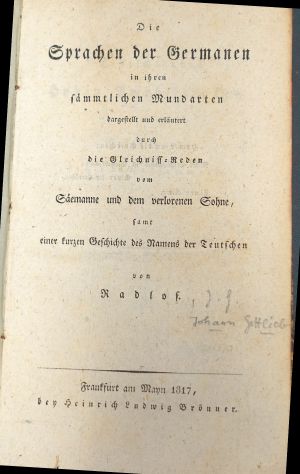 Die
Sprachen der Germanen
in ihren
sämmtlichen Mundarten
dargestellt und erläutert
durch
die Gleichniss-Reden
vom
Säemanne und dem verlorenen Sohne,
samt
einer kurzen Geschichte des Namens der Teutschen
von
Radlof., J. G.
Johann Gottlieb
Frankfurt am Mayn 1817,
bey Heinrich Ludwig Brönner.